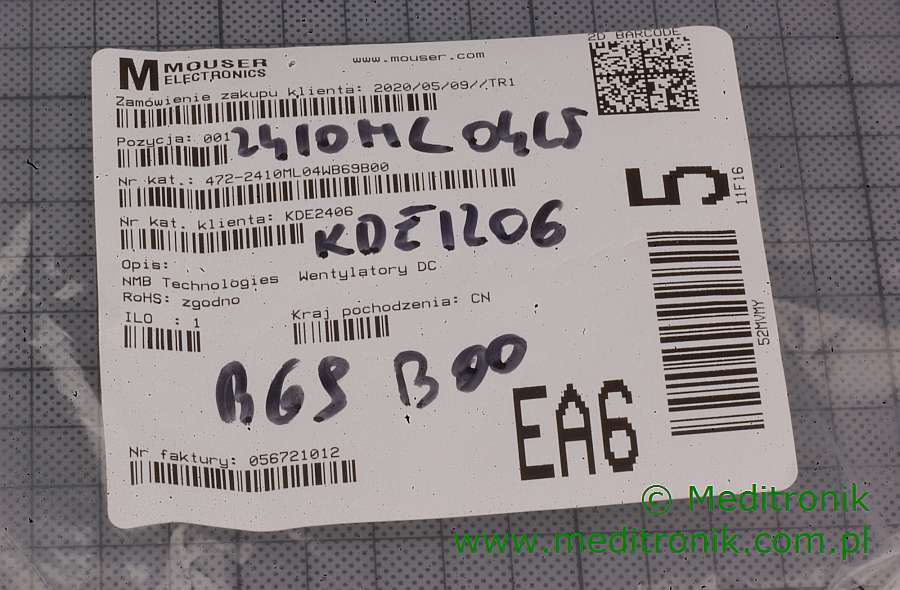 MOUSER
ELECTRONICS
www.mouser.com
2D BARCODE
Zamówienie zakupu klienta: 2020/05/09//TR1
Pozycja: 001
2410ML 04
Nr kat.: 472-2410ML04WB69B00
5
11F16
Nr kat. klienta: KDE2406
KDE1206
Opis:
NMB Technologies Wentylatory DC
RoHS: zgodno
ILO : 1
Kraj pochodzenia: CN
52MVMY
B69 B00
EA6
Nr faktury: 056721012
© Meditronik
www.meditronik.com.pl